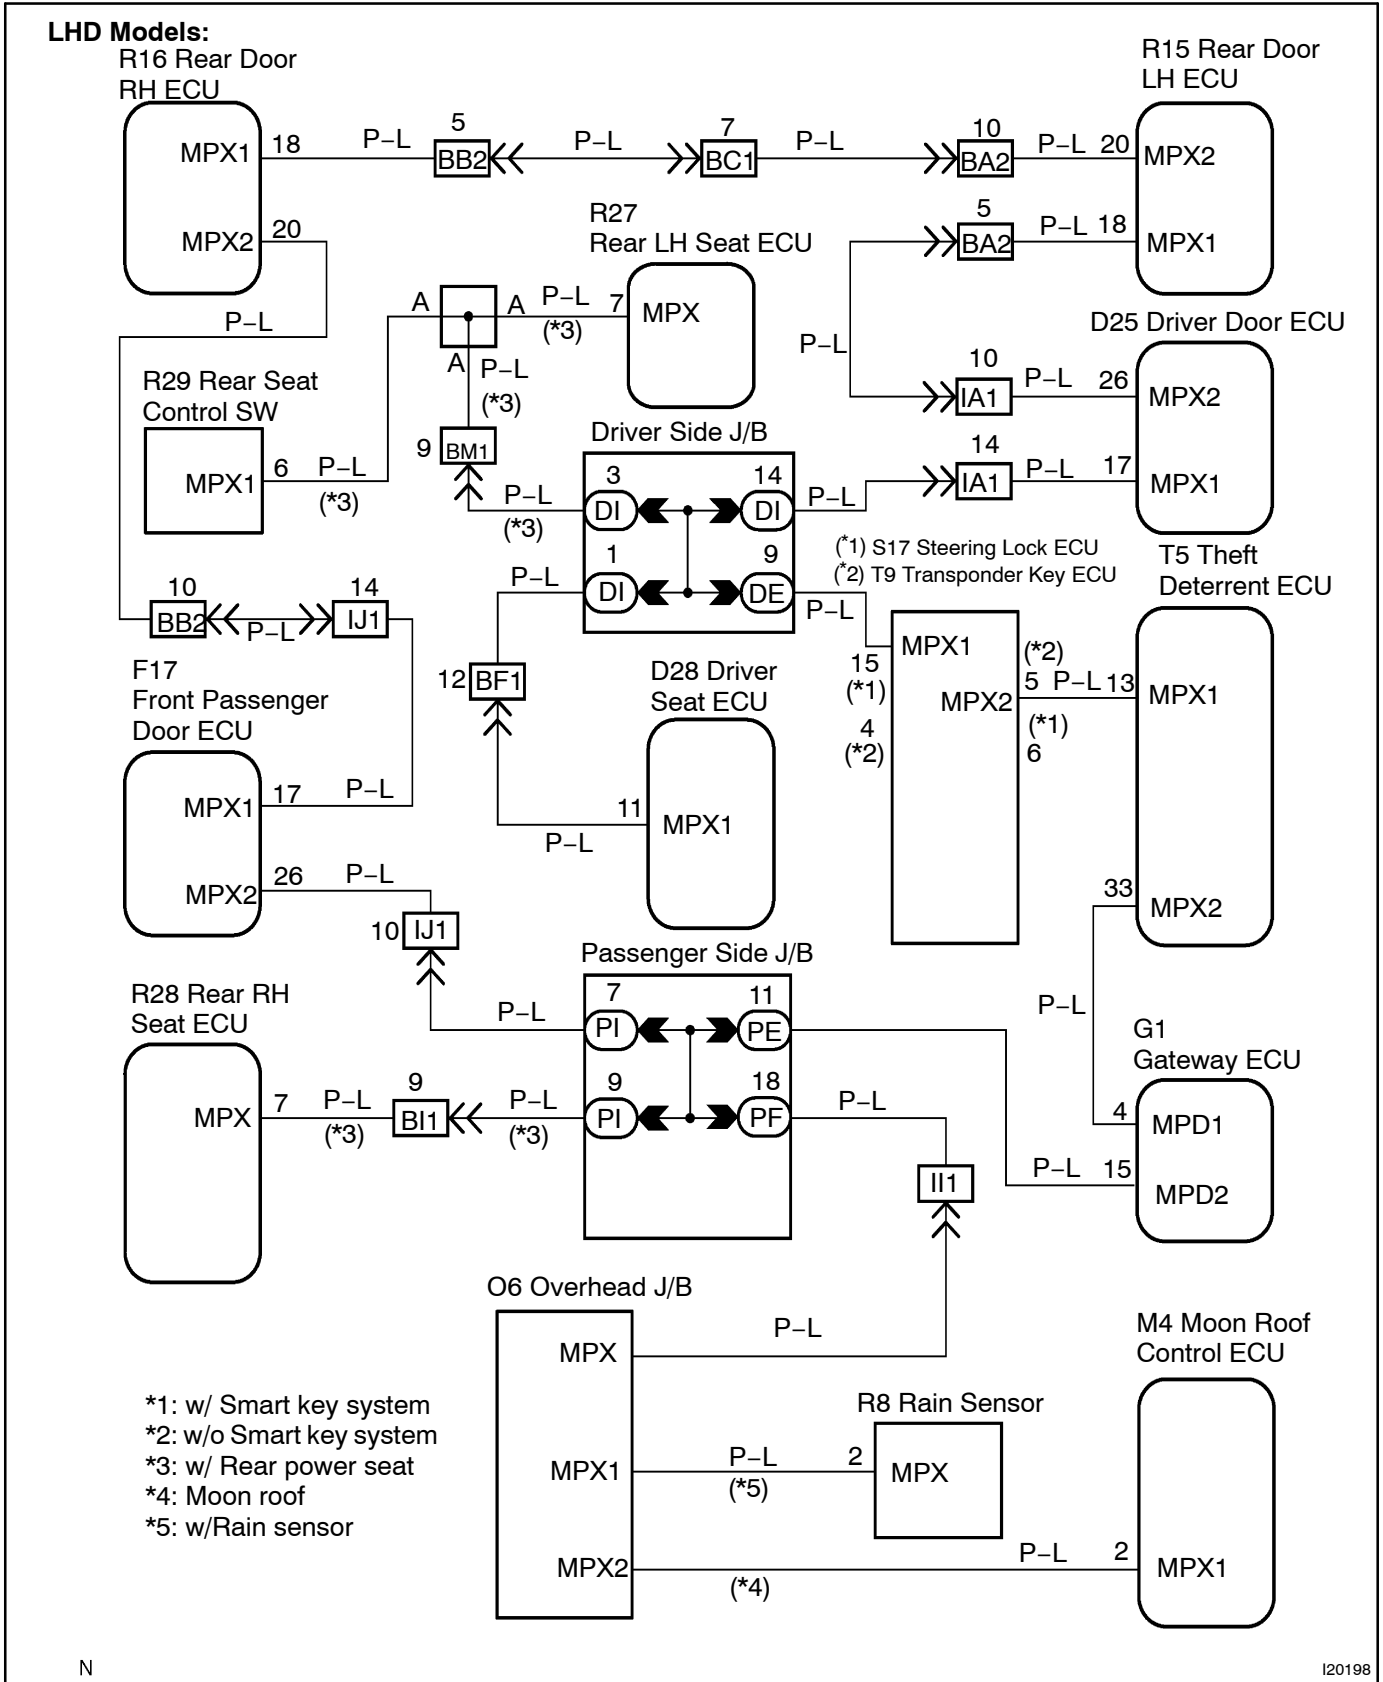 LHD Models:
R16 Rear Door
RH ECU
R15 Rear Door
LH ECU
MPX1
18
P-L
5
BB2
P-L
7
BC1
P-L
10
BA2
P-L
20
MPX2
MPX2
20
R27
Rear LH Seat ECU
5
BA2
P-L
18
MPX1
A
A
P-L
(*3)
7
MPX
P-L
D25 Driver Door ECU
P-L
R29 Rear Seat
Control SW
A
P-L
(*3)
10
IA1
P-L
26
MPX2
9
BM1
Driver Side J/B
MPX1
6
P-L
(*3)
P-L
(*3)
3
DI
14
DI
P-L
14
IA1
P-L
17
MPX1
1
DI
9
DE
P-L
P-L
(*1) S17 Steering Lock ECU
(*2) T9 Transponder Key ECU
T5 Theft
Deterrent ECU
10
BB2
P-L
14
IJ1
12
BF1
D28 Driver
Seat ECU
MPX1
15
(*1)
4
(*2)
MPX2
(*2)
5
P-L
13
(*1)
6
MPX1
F17
Front Passenger
Door ECU
MPX1
17
P-L
11
MPX1
P-L
MPX2
26
P-L
10
IJ1
33
MPX2
Passenger Side J/B
R28 Rear RH
Seat ECU
P-L
7
PI
11
PE
P-L
G1
Gateway ECU
MPX
7
P-L
(*3)
9
BI1
P-L
(*3)
9
PI
18
PF
P-L
4
MPD1
II1
P-L
15
MPD2
O6 Overhead J/B
MPX
P-L
M4 Moon Roof
Control ECU
*1: w/ Smart key system
*2: w/o Smart key system
*3: w/ Rear power seat
*4: Moon roof
*5: w/Rain sensor
R8 Rain Sensor
MPX1
P-L
(*5)
2
MPX
MPX2
(*4)
P-L
2
MPX1
N
I20198